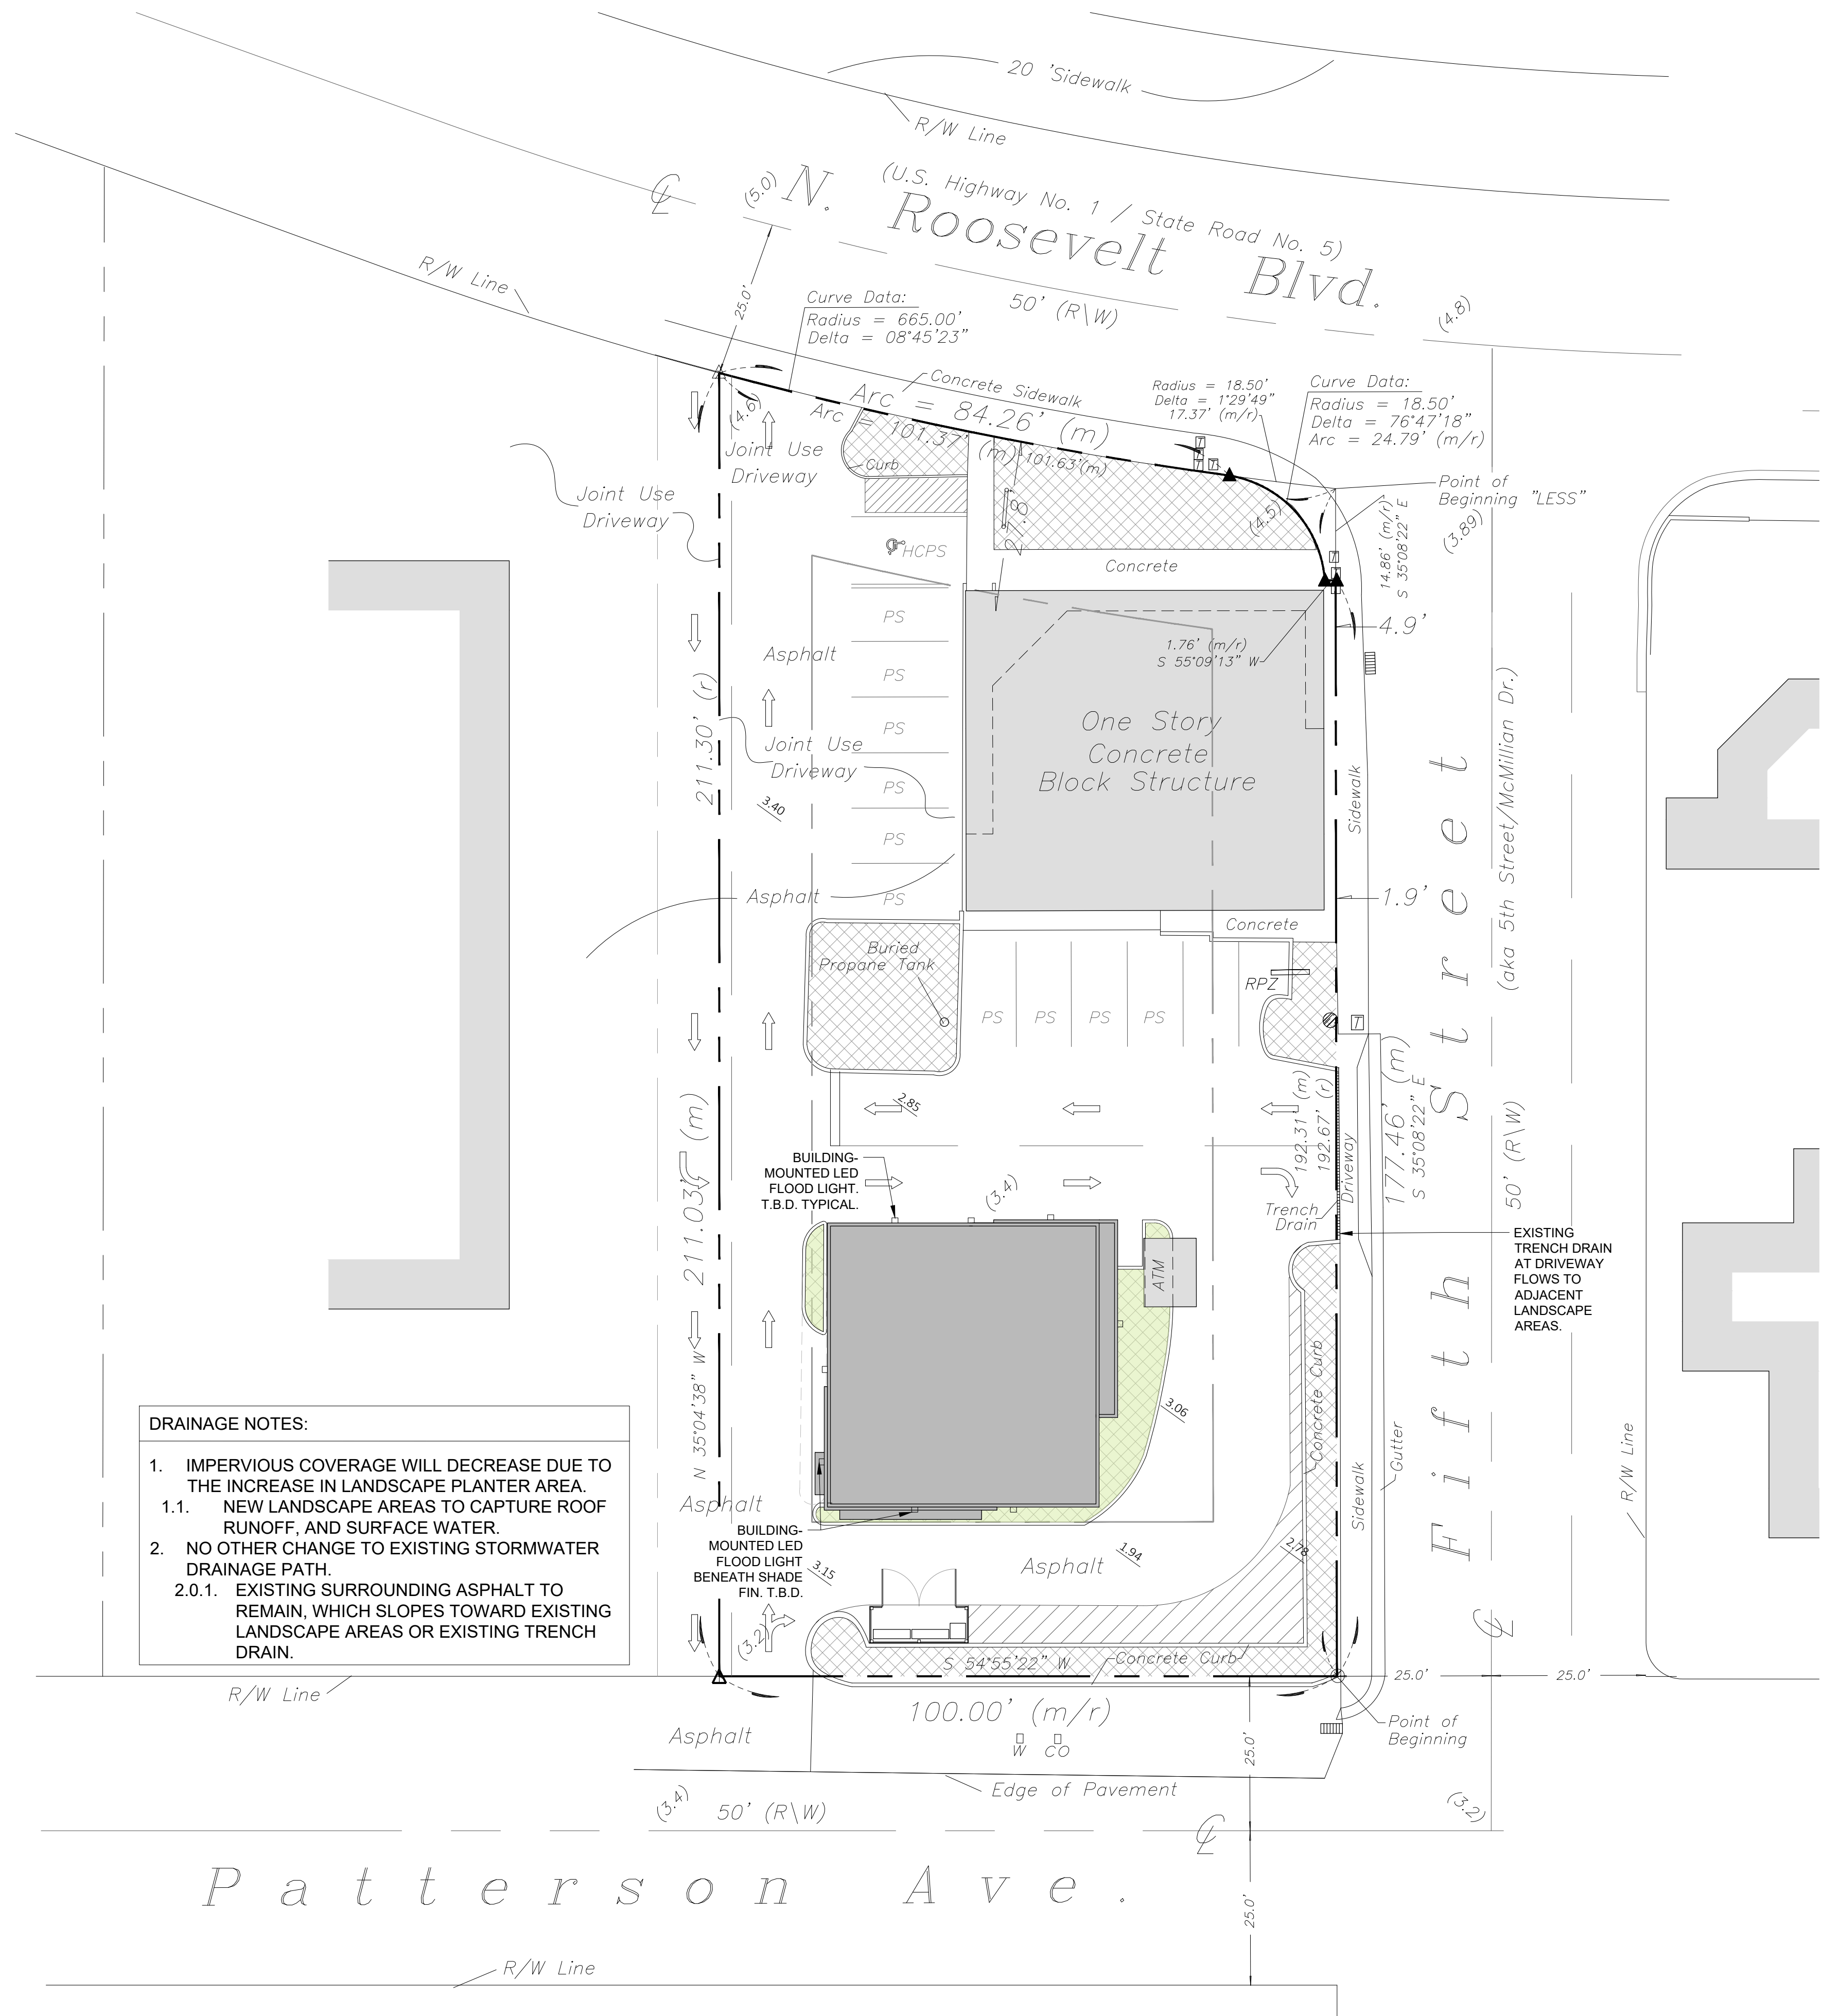 20 'Sidewalk
R/W Line
(U.S. Highway No. 1 / State Road No. 5)
N. Roosevelt Blvd.
50' (R\W)
(5.0)
25.0'
R/W Line
(4.8)
Curve Data:
Radius = 665.00'
Delta = 08°45'23"
Concrete Sidewalk
Arc = 84.26' (m)
Arc = 101.37' (m)
101.63'(m)
Radius = 18.50'
Delta = 1°29'49"
17.37' (m/r)
Curve Data:
Radius = 18.50'
Delta = 76°47'18"
Arc = 24.79' (m/r)
T
T
T
T
(4.6)
Joint Use
Driveway
Curb
Joint Use
Driveway
27.8'
(4.5)
Point of
Beginning "LESS"
(3.89)
14.86' (m/r)
S 35°08'22" E
HCPS
Concrete
T
T
PS
4.9'
1.76' (m/r)
S 55°09'13" W
Asphalt
PS
211.30' (r)
PS
One Story
Concrete
Block Structure
Joint Use
Driveway
PS
3.40
PS
Sidewalk
Fifth Street
(aka 5th Street/McMillian Dr.)
Asphalt
PS
1.9'
Concrete
Buried
Propane Tank
RPZ
PS
PS
PS
PS
T
2.85
192.31' (m)
192.67' (r)
177.46' (m)
S 35°08'22" E
50' (R\W)
Driveway
211.03' (m)
BUILDING-
MOUNTED LED
FLOOD LIGHT.
T.B.D. TYPICAL.
(3.4)
Trench
Drain
EXISTING
TRENCH DRAIN
AT DRIVEWAY
FLOWS TO
ADJACENT
LANDSCAPE
AREAS.
ATM
N 35°04'38" W
Concrete Curb
3.06
Gutter
Sidewalk
R/W Line
DRAINAGE NOTES:
1. IMPERVIOUS COVERAGE WILL DECREASE DUE TO
THE INCREASE IN LANDSCAPE PLANTER AREA.
1.1. NEW LANDSCAPE AREAS TO CAPTURE ROOF
RUNOFF, AND SURFACE WATER.
2. NO OTHER CHANGE TO EXISTING STORMWATER
DRAINAGE PATH.
2.0.1. EXISTING SURROUNDING ASPHALT TO
REMAIN, WHICH SLOPES TOWARD EXISTING
LANDSCAPE AREAS OR EXISTING TRENCH
DRAIN.
Asphalt
BUILDING-
MOUNTED LED
FLOOD LIGHT
BENEATH SHADE
FIN. T.B.D.
3.15
Asphalt
1.94
2.78
(3.2)
S 54°55'22" W
Concrete Curb
25.0'
25.0'
R/W Line
100.00' (m/r)
Asphalt
W
CO
25.0'
Point of
Beginning
Edge of Pavement
(3.4)
50' (R\W)
(3.2)
Patterson Ave.
25.0'
R/W Line